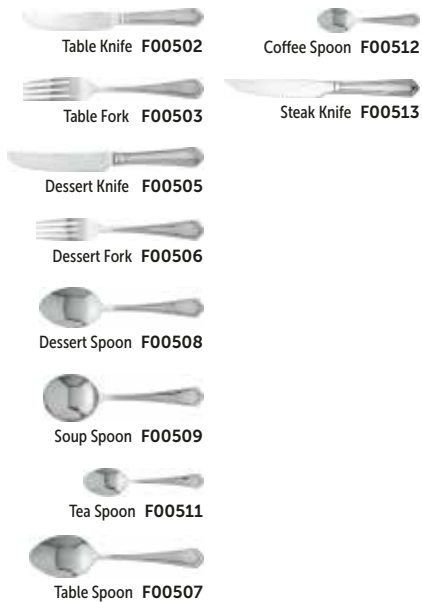 Table Knife F00502
Table Fork F00503
Dessert Knife F00505
Dessert Fork F00506
Dessert Spoon F00508
Soup Spoon F00509
Tea Spoon F00511
Table Spoon F00507
Coffee Spoon F00512
Steak Knife F00513